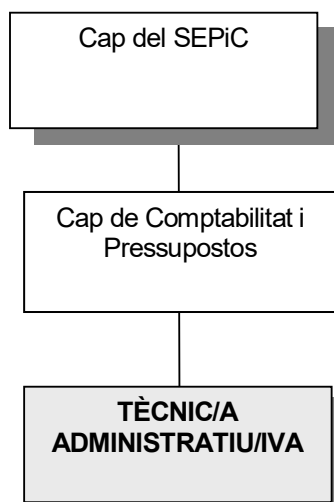 Cap del SEPiC
Cap de Comptabilitat i
Pressupostos
TÈCNIC/A
ADMINISTRATIU/IVA